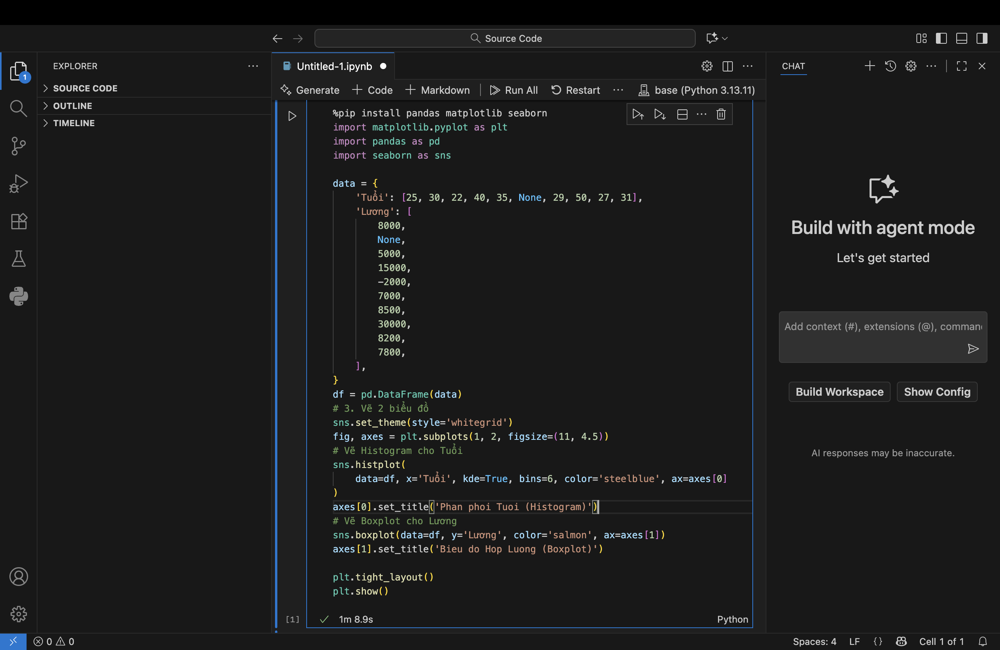 Source Code
EXPLORER
1
SOURCE CODE
OUTLINE
TIMELINE
Untitled-1.ipynb
Generate
Code
Markdown
Run All
Restart
base (Python 3.13.11)
%pip install pandas matplotlib seaborn
import matplotlib.pyplot as plt
import pandas as pd
import seaborn as sns
data = {
'Tuổi': [25, 30, 22, 40, 35, None, 29, 50, 27, 31],
'Lương': [
8000,
None,
5000,
15000,
-2000,
7000,
8500,
30000,
8200,
7800,
],
}
df = pd.DataFrame(data)
# 3. Vẽ 2 biểu đồ
sns.set_theme(style='whitegrid')
fig, axes = plt.subplots(1, 2, figsize=(11, 4.5))
# Vẽ Histogram cho Tuổi
sns.histplot(
data=df, x='Tuổi', kde=True, bins=6, color='steelblue', ax=axes[0]
)
axes[0].set_title('Phan phoi Tuoi (Histogram)')
# Vẽ Boxplot cho Lương
sns.boxplot(data=df, y='Lương', color='salmon', ax=axes[1])
axes[1].set_title('Bieu do Hop Luong (Boxplot)')
plt.tight_layout()
plt.show()
[1]
1m 8.9s
Python
CHAT
Build with agent mode
Let's get started
Add context (#), extensions (@), comman
Build Workspace
Show Config
AI responses may be inaccurate.
0
0
Spaces: 4
LF
{}
Cell 1 of 1